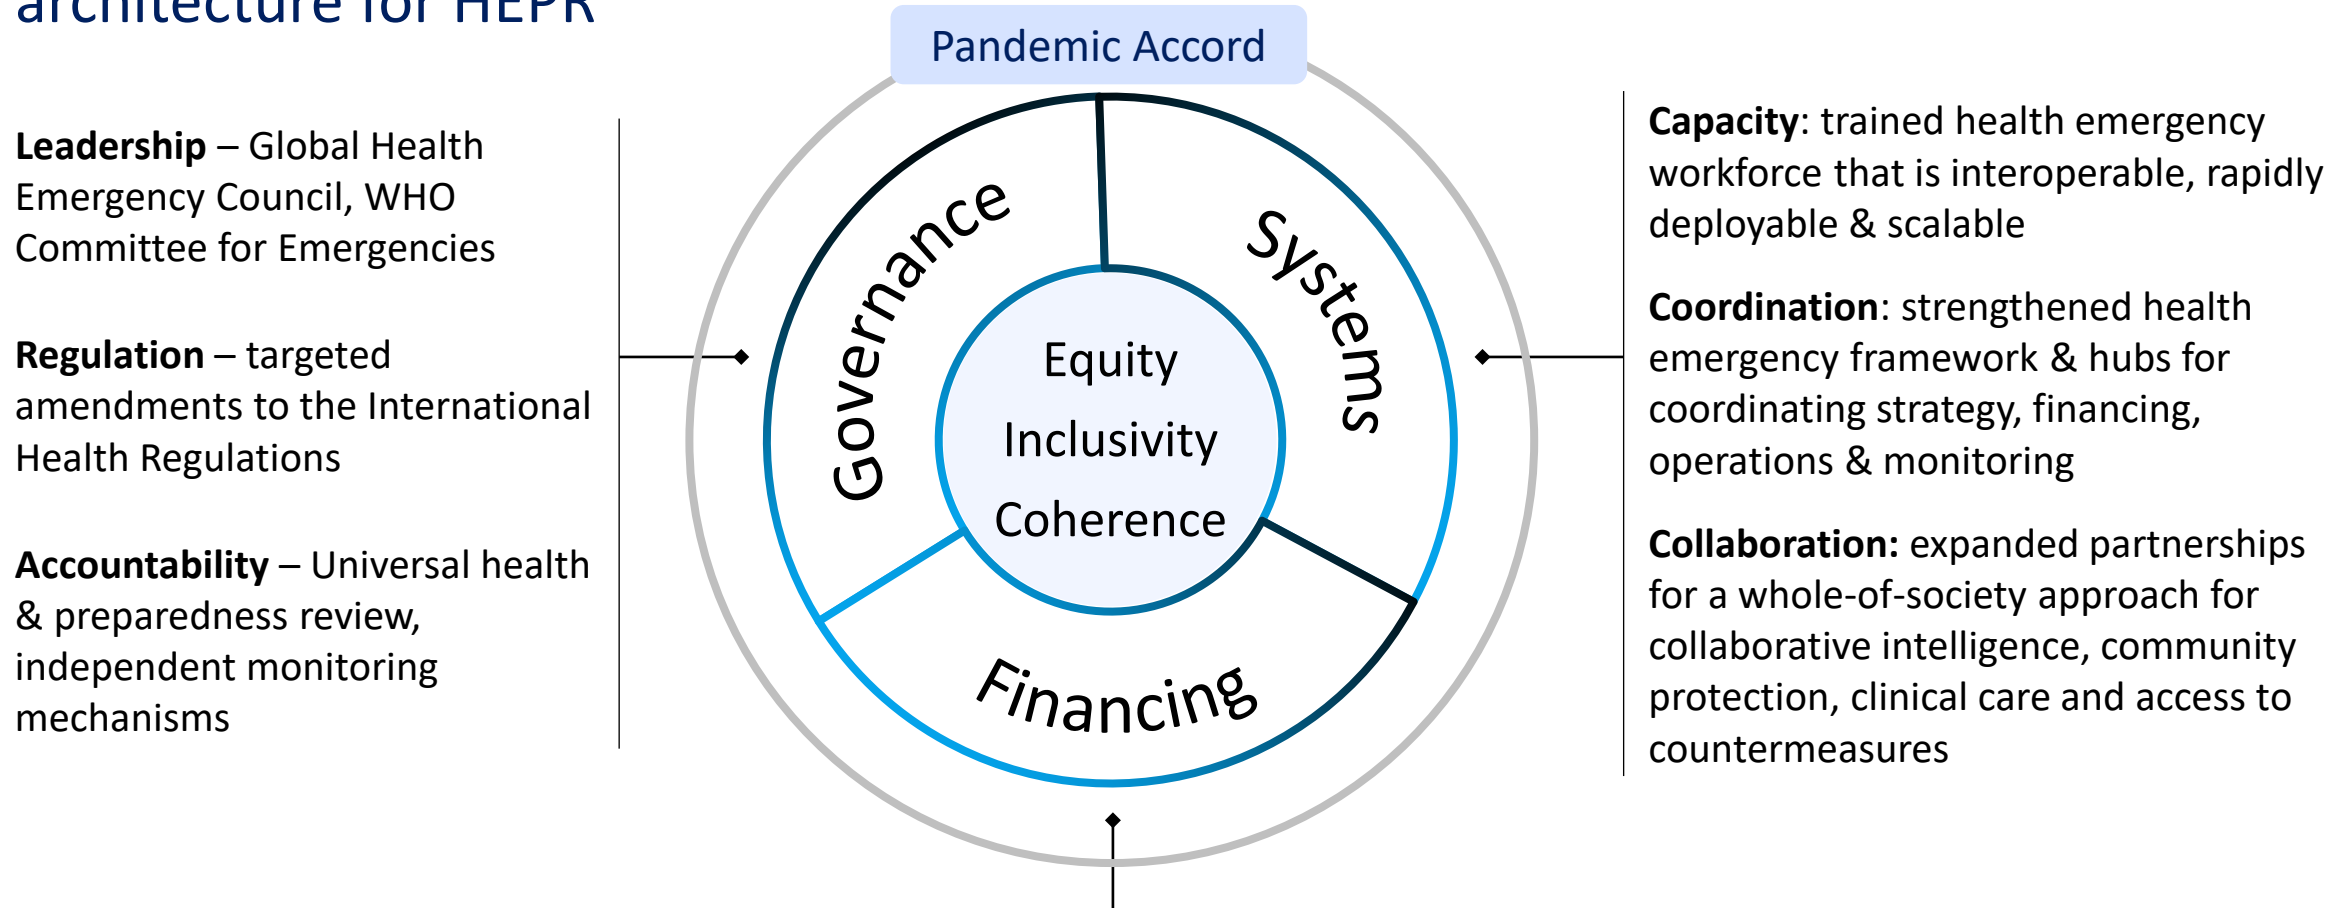 architecture for HEPR
Pandemic Accord
Leadership – Global Health
Emergency Council, WHO
Committee for Emergencies
Regulation – targeted
amendments to the International
Health Regulations
Accountability – Universal health
& preparedness review,
independent monitoring
mechanisms
Governance
Systems
Financing
Equity
Inclusivity
Coherence
Capacity: trained health emergency
workforce that is interoperable, rapidly
deployable & scalable
Coordination: strengthened health
emergency framework & hubs for
coordinating strategy, financing,
operations & monitoring
Collaboration: expanded partnerships
for a whole-of-society approach for
collaborative intelligence, community
protection, clinical care and access to
countermeasures